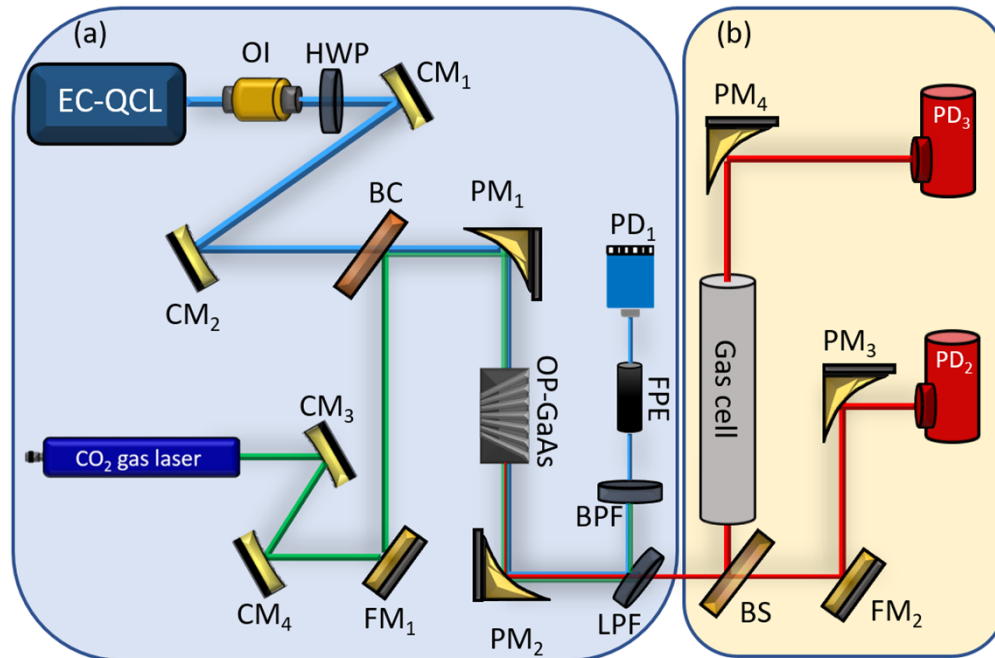 (a)
OI
HWP
CM₁
EC-QCL
BC
PM₁
PD₁
CM₂
OP-GaAs
FPE
CM₃
CO₂ gas laser
BPF
CM₄
FM₁
PM₂
LPF
(b)
PM₄
PD₃
Gas cell
PM₃
PD₂
BS
FM₂